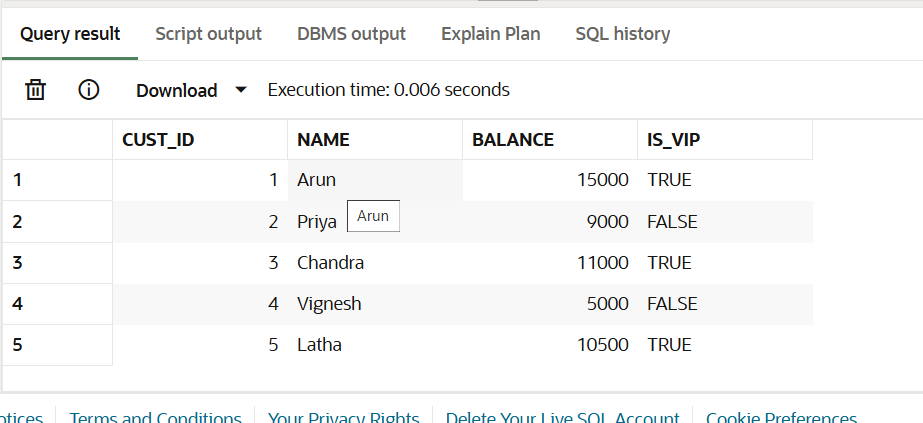 Query result Script output DBMS output Explain Plan SQL history
Download Execution time: 0.006 seconds
CUST_ID NAME BALANCE IS_VIP
1 1 Arun 15000 TRUE
2 2 Priya 9000 FALSE
Arun
3 3 Chandra 11000 TRUE
4 4 Vignesh 5000 FALSE
5 5 Latha 10500 TRUE
otices Terms and Conditions Your Privacy Rights Delete Your Live SQL Account Cookie Preferences